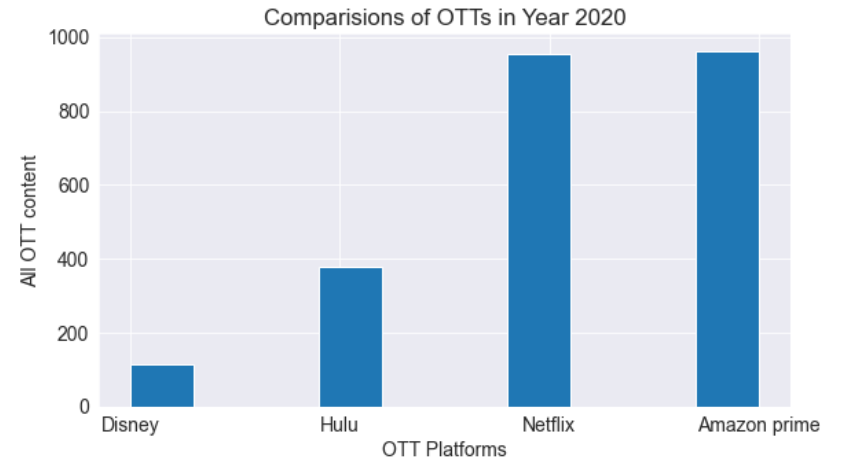 Comparisions of OTTs in Year 2020
1000
800
600
400
200
0
All OTT content
Disney Hulu Netflix Amazon prime
OTT Platforms